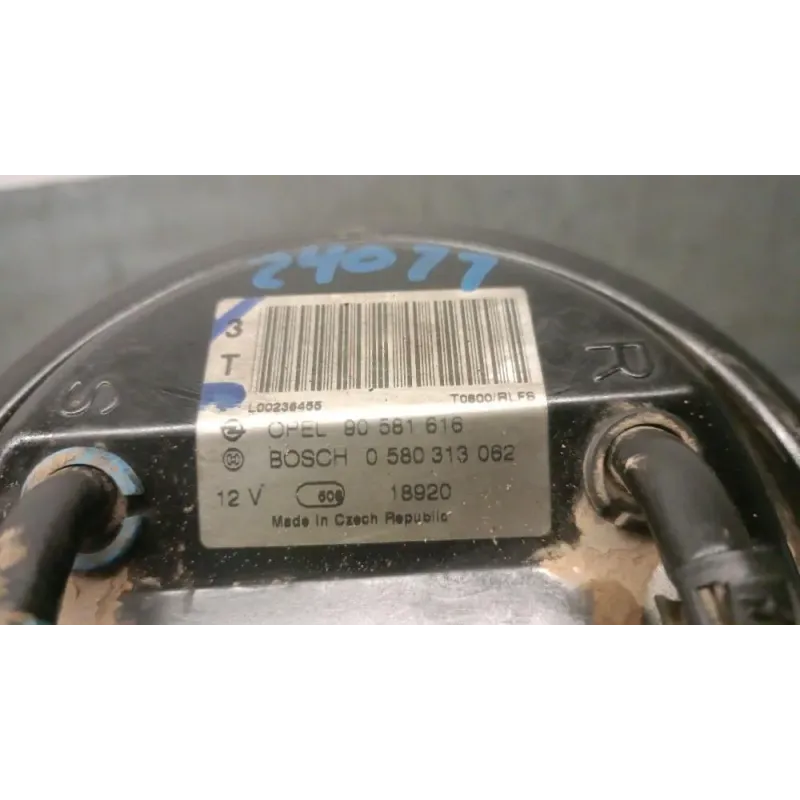 24077
3
T
L00236455 T0800/RLFS
S
R
OPEL 90 581 616
BOSCH 0 580 313 062
12 V 606 18920
Made in Czech Republic